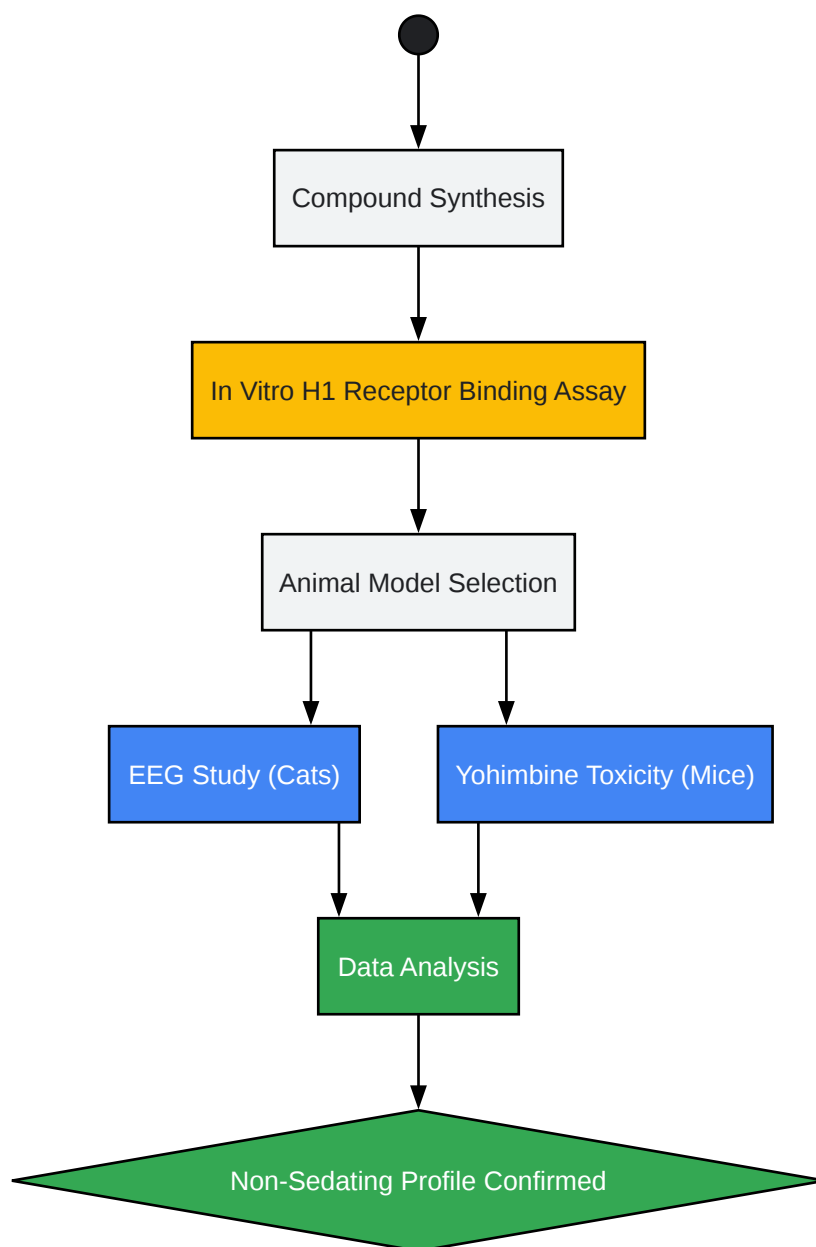 Compound Synthesis
In Vitro H1 Receptor Binding Assay
Animal Model Selection
EEG Study (Cats)
Yohimbine Toxicity (Mice)
Data Analysis
Non-Sedating Profile Confirmed